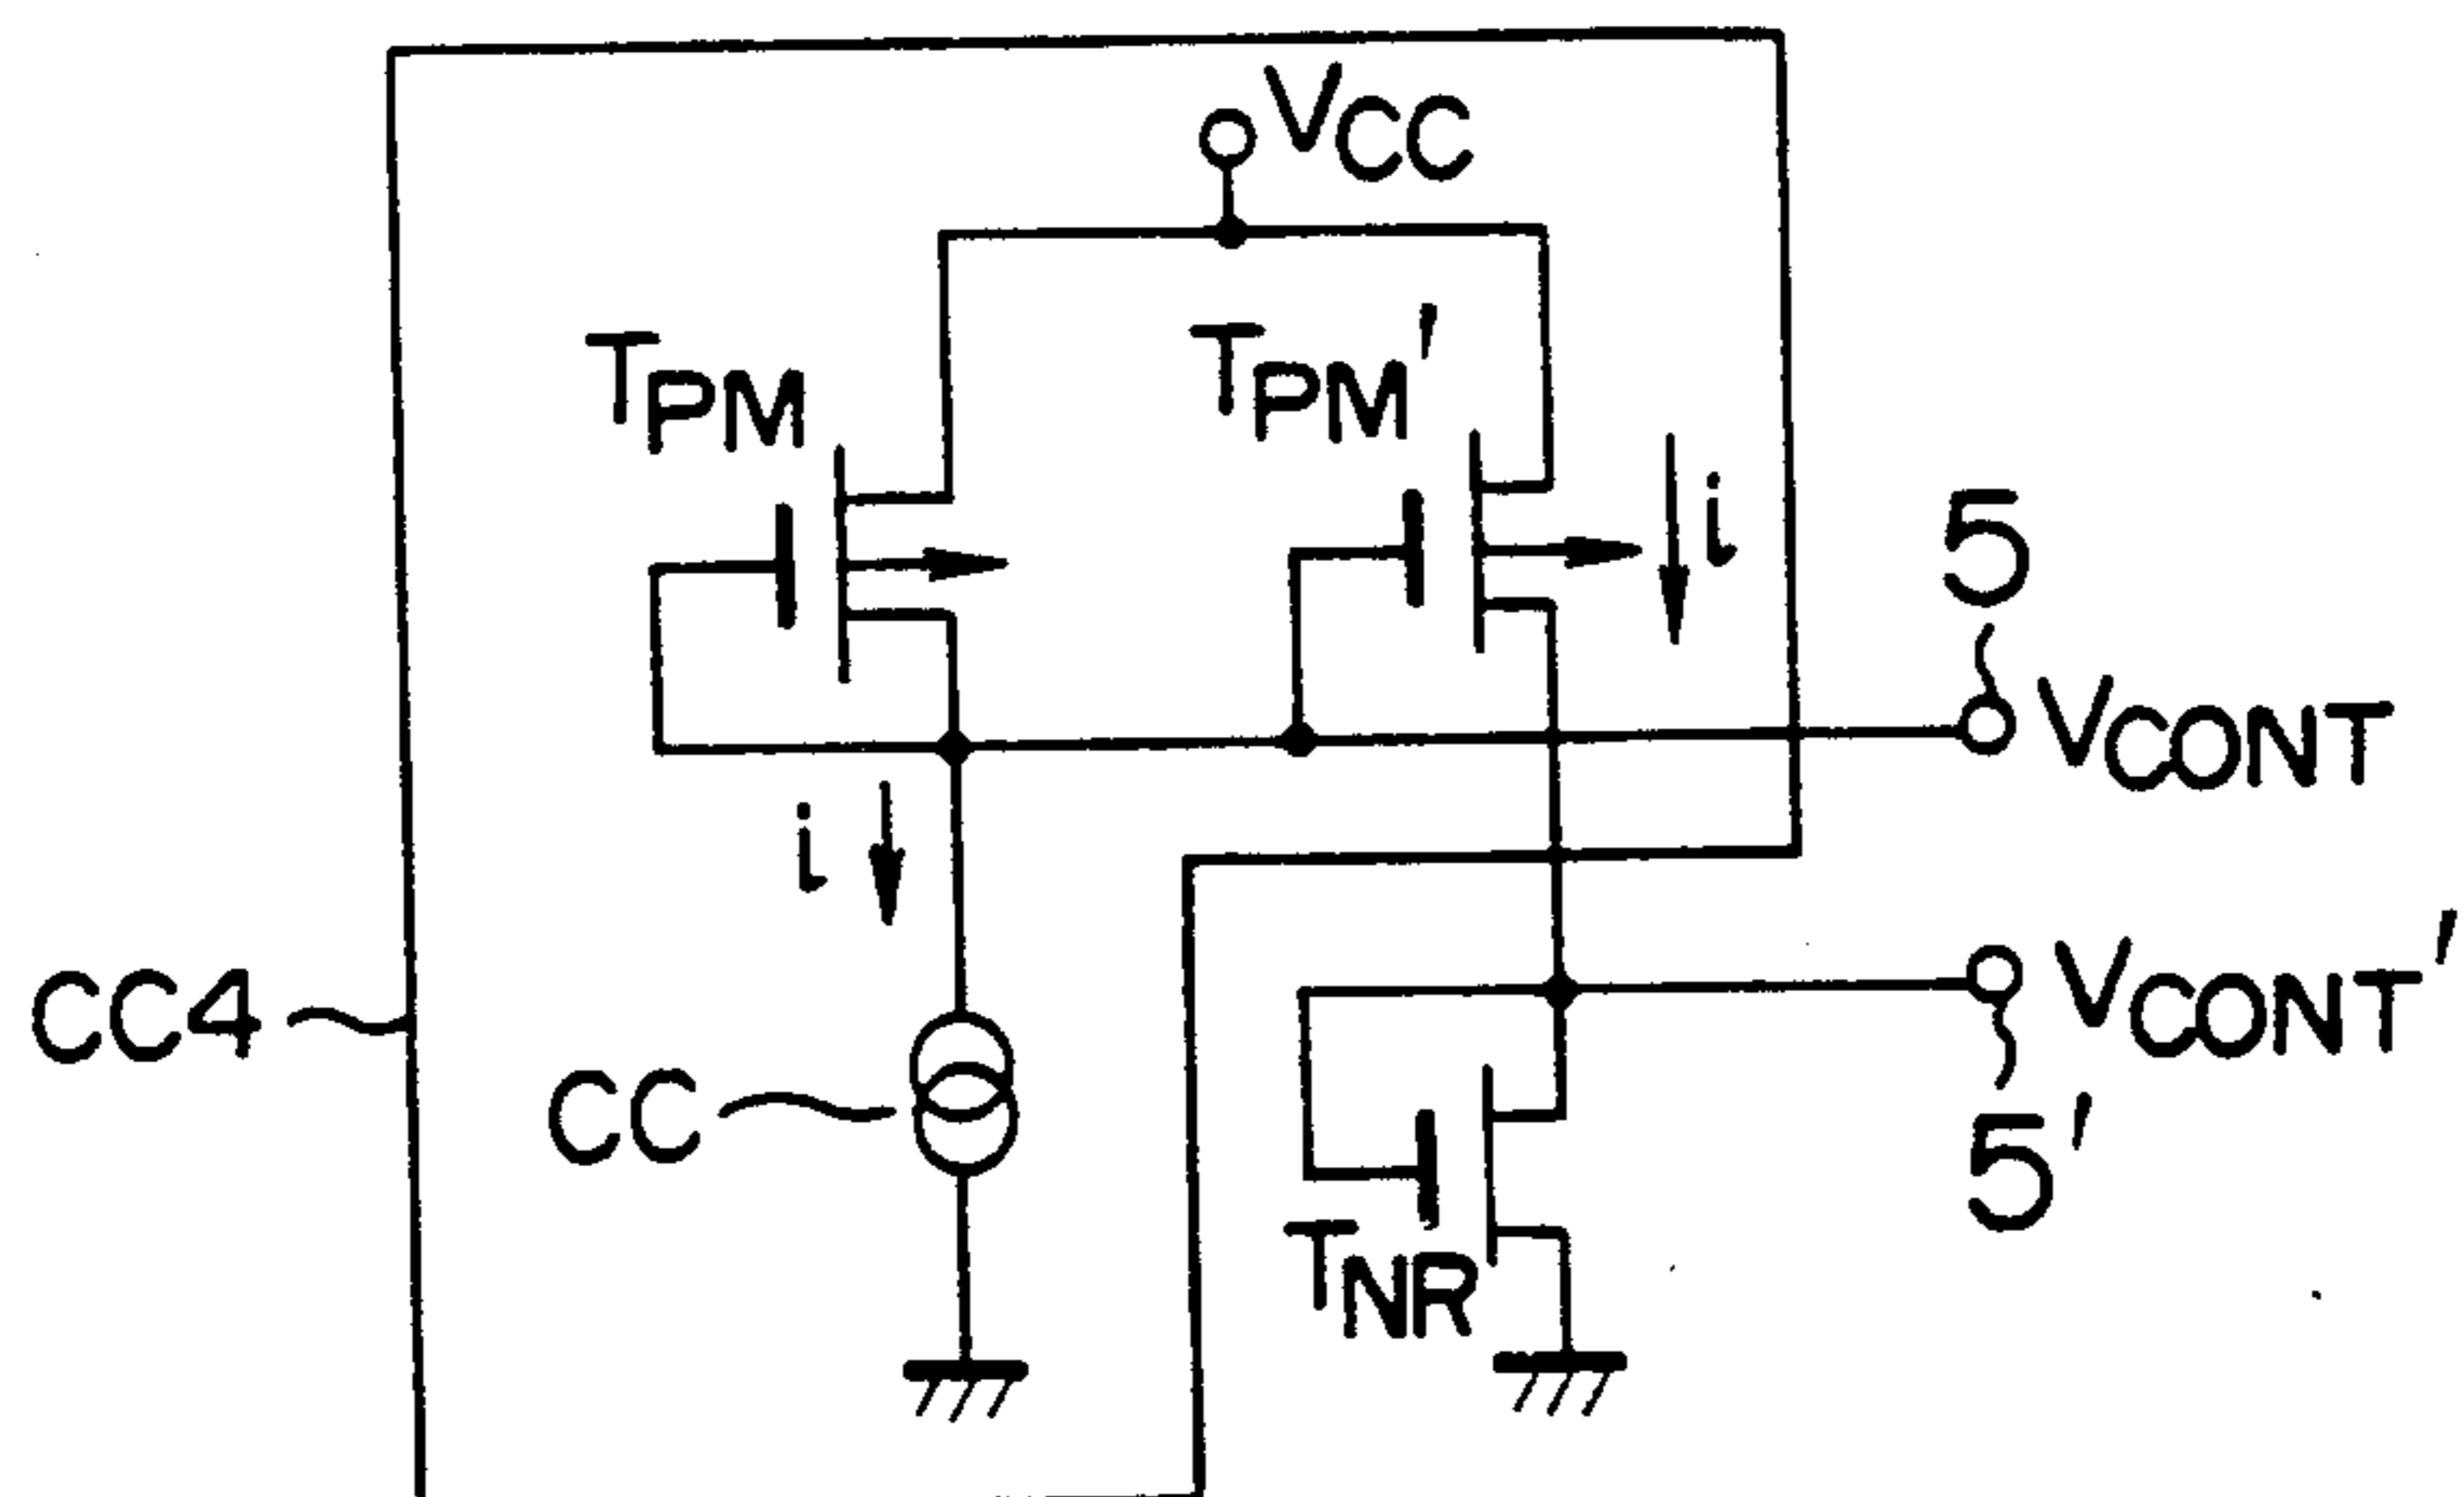 VCC
TPM
TPM'
i
5
VCONT
i
CC4
VCONT'
CC
5'
TNR